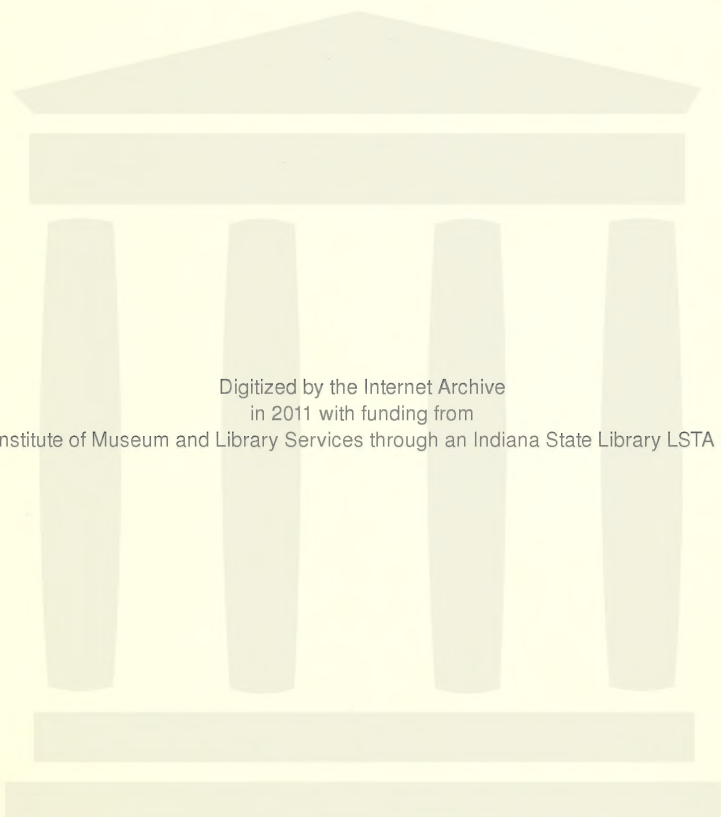 Digitized by the Internet Archive
in 2011 with funding from
nstitute of Museum and Library Services through an Indiana State Library LSTA